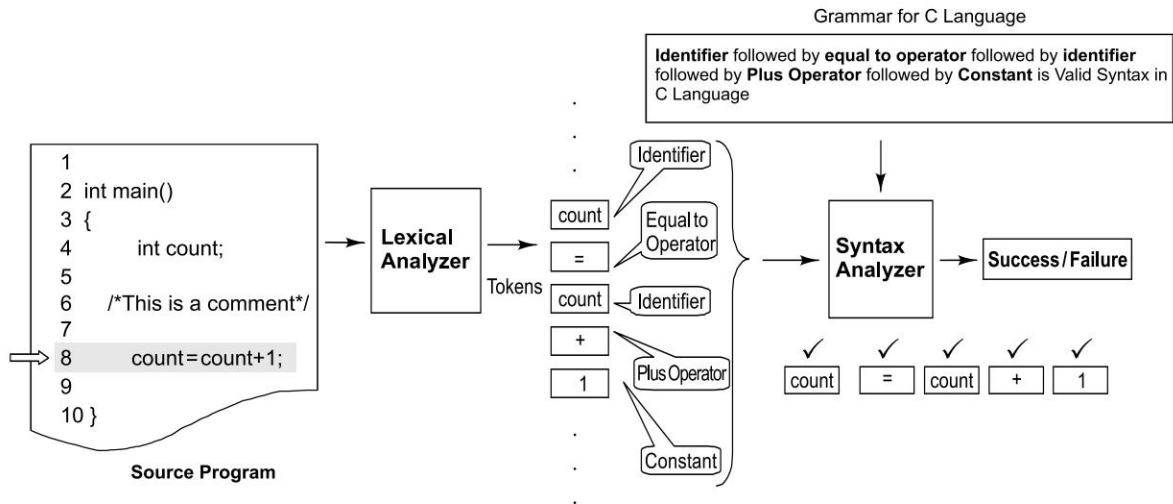 Grammar for C Language
Identifier followed by equal to operator followed by identifier
followed by Plus Operator followed by Constant is Valid Syntax in
C Language
1
2 int main()
3 {
4 int count;
5
6 /*This is a comment*/
7
8 count=count+1;
9
10 }
Source Program
Lexical
Analyzer
Tokens
count
=
count
+
1
Identifier
Equal to
Operator
Identifier
Plus Operator
Constant
Syntax
Analyzer
Success/Failure
✓ ✓ ✓ ✓ ✓
count = count + 1